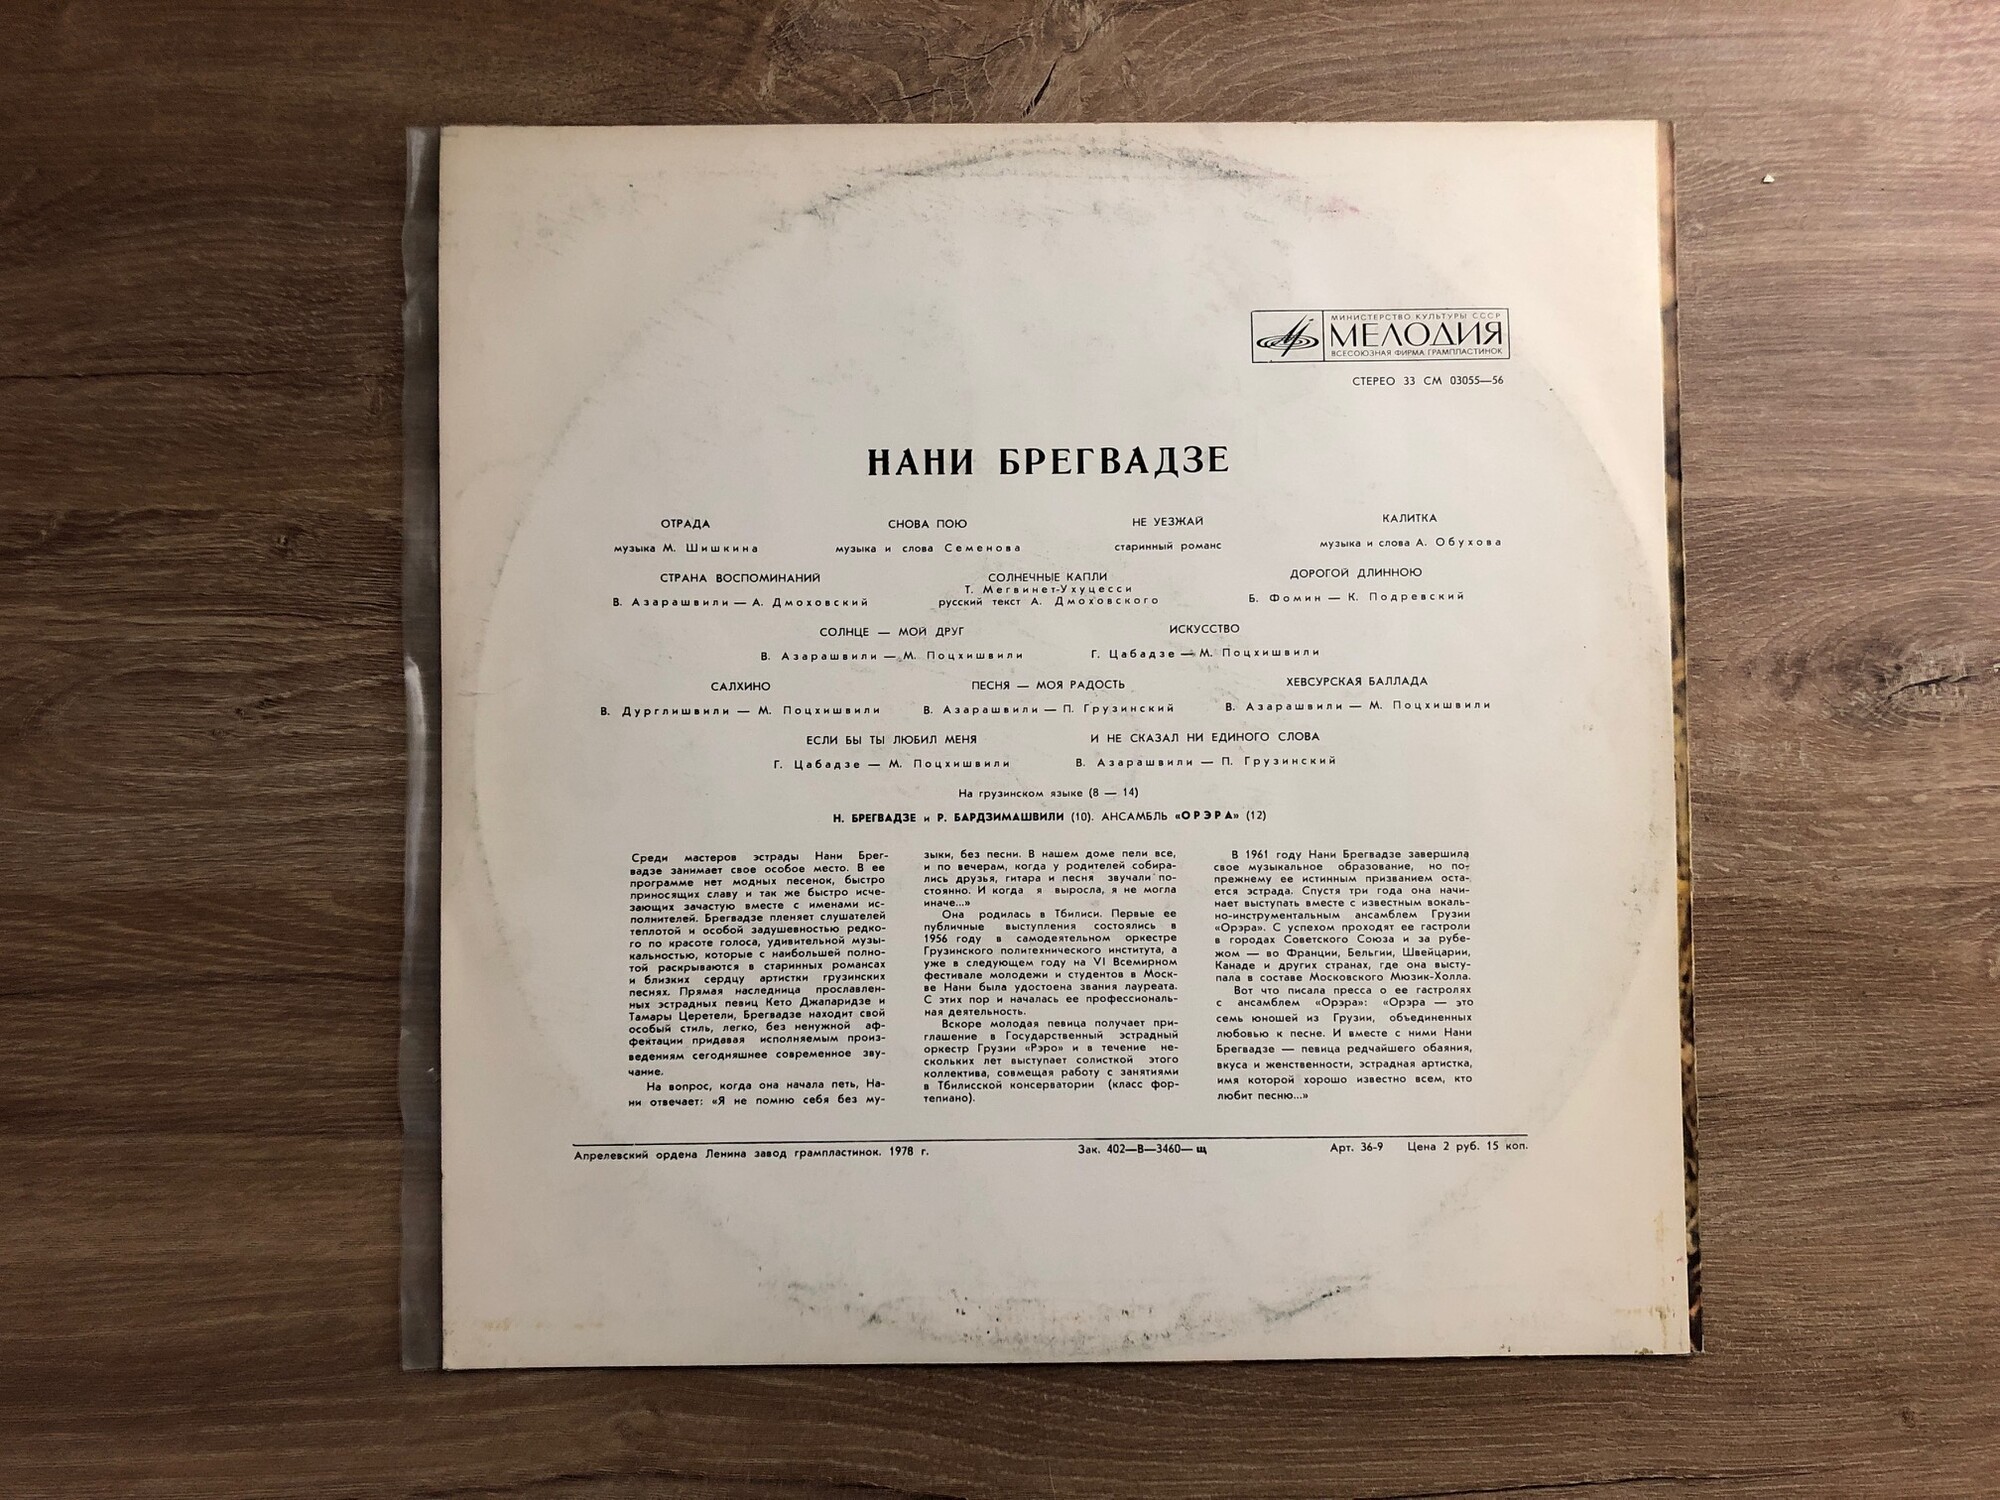 МИНИСТЕРСТВО КУЛЬТУРЫ СССР
МЕЛОДИЯ
ВСЕСОЮЗНАЯ ФИРМА ГРАМПЛАСТИНОК
СТЕРЕО 33 СМ 03055—56
НАНИ БРЕГВАДЗЕ
ОТРАДА СНОВА ПОЮ НЕ УЕЗЖАЙ КАЛИТКА
музыка М. Шишкина музыка и слова Семенова старинный романс музыка и слова А. Обухова
СТРАНА ВОСПОМИНАНИЙ СОЛНЕЧНЫЕ КАПЛИ ДОРОГОЙ ДЛИННОЮ
Т. Мегвинет-Ухуцесси
В. Азарашвили — А. Дмоховский русский текст А. Дмоховского Б. Фомин — К. Подревский
СОЛНЦЕ — МОЙ ДРУГ ИСКУССТВО
В. Азарашвили — М. Поцхишвили Г. Цабадзе — М. Поцхишвили
САЛХИНО ПЕСНЯ — МОЯ РАДОСТЬ ХЕВСУРСКАЯ БАЛЛАДА
В. Дурглишвили — М. Поцхишвили В. Азарашвили — П. Грузинский В. Азарашвили — М. Поцхишвили
ЕСЛИ БЫ ТЫ ЛЮБИЛ МЕНЯ И НЕ СКАЗАЛ НИ ЕДИНОГО СЛОВА
Г. Цабадзе — М. Поцхишвили В. Азарашвили — П. Грузинский
На грузинском языке (8 — 14)
Н. БРЕГВАДЗЕ и Р. БАРДЗИМАШВИЛИ (10). АНСАМБЛЬ «ОРЭРА» (12)
Среди мастеров эстрады Нани Брег-
вадзе занимает свое особое место. В ее
программе нет модных песенок, быстро
приносящих славу и так же быстро исче-
зающих зачастую вместе с именами ис-
полнителей. Брегвадзе пленяет слушателей
теплотой и особой задушевностью редко-
го по красоте голоса, удивительной музы-
кальностью, которые с наибольшей полно-
той раскрываются в старинных романсах
и близких сердцу артистки грузинских
песнях. Прямая наследница прославлен-
ных эстрадных певиц Кето Джапаридзе и
Тамары Церетели, Брегвадзе находит свой
особый стиль, легко, без ненужной аф-
фектации придавая исполняемым произ-
ведениям сегодняшнее современное зву-
чание.
На вопрос, когда она начала петь, На-
ни отвечает: «Я не помню себя без му-
зыки, без песни. В нашем доме пели все,
и по вечерам, когда у родителей собира-
лись друзья, гитара и песня звучали по-
стоянно. И когда я выросла, я не могла
иначе...»
Она родилась в Тбилиси. Первые ее
публичные выступления состоялись в
1956 году в самодеятельном оркестре
Грузинского политехнического института, а
уже в следующем году на VI Всемирном
фестивале молодежи и студентов в Моск-
ве Нани была удостоена звания лауреата.
С этих пор и началась ее профессиональ-
ная деятельность.
Вскоре молодая певица получает при-
глашение в Государственный эстрадный
оркестр Грузии «Рэро» и в течение не-
скольких лет выступает солисткой этого
коллектива, совмещая работу с занятиями
в Тбилисской консерватории (класс фор-
тепиано).
В 1961 году Нани Брегвадзе завершила
свое музыкальное образование, но по-
прежнему ее истинным призванием оста-
ется эстрада. Спустя три года она начи-
нает выступать вместе с известным вокаль-
но-инструментальным ансамблем Грузии
«Орэра». С успехом проходят ее гастроли
в городах Советского Союза и за рубе-
жом — во Франции, Бельгии, Швейцарии,
Канаде и других странах, где она высту-
пала в составе Московского Мюзик-Холла.
Вот что писала пресса о ее гастролях
с ансамблем «Орэра»: «Орэра — это
семь юношей из Грузии, объединенных
любовью к песне. И вместе с ними Нани
Брегвадзе — певица редчайшего обаяния,
вкуса и женственности, эстрадная артистка,
имя которой хорошо известно всем, кто
любит песню...»
Апрелевский ордена Ленина завод грампластинок. 1978 г. Зак. 402—В—3460—щ Арт. 36-9 Цена 2 руб. 15 коп.